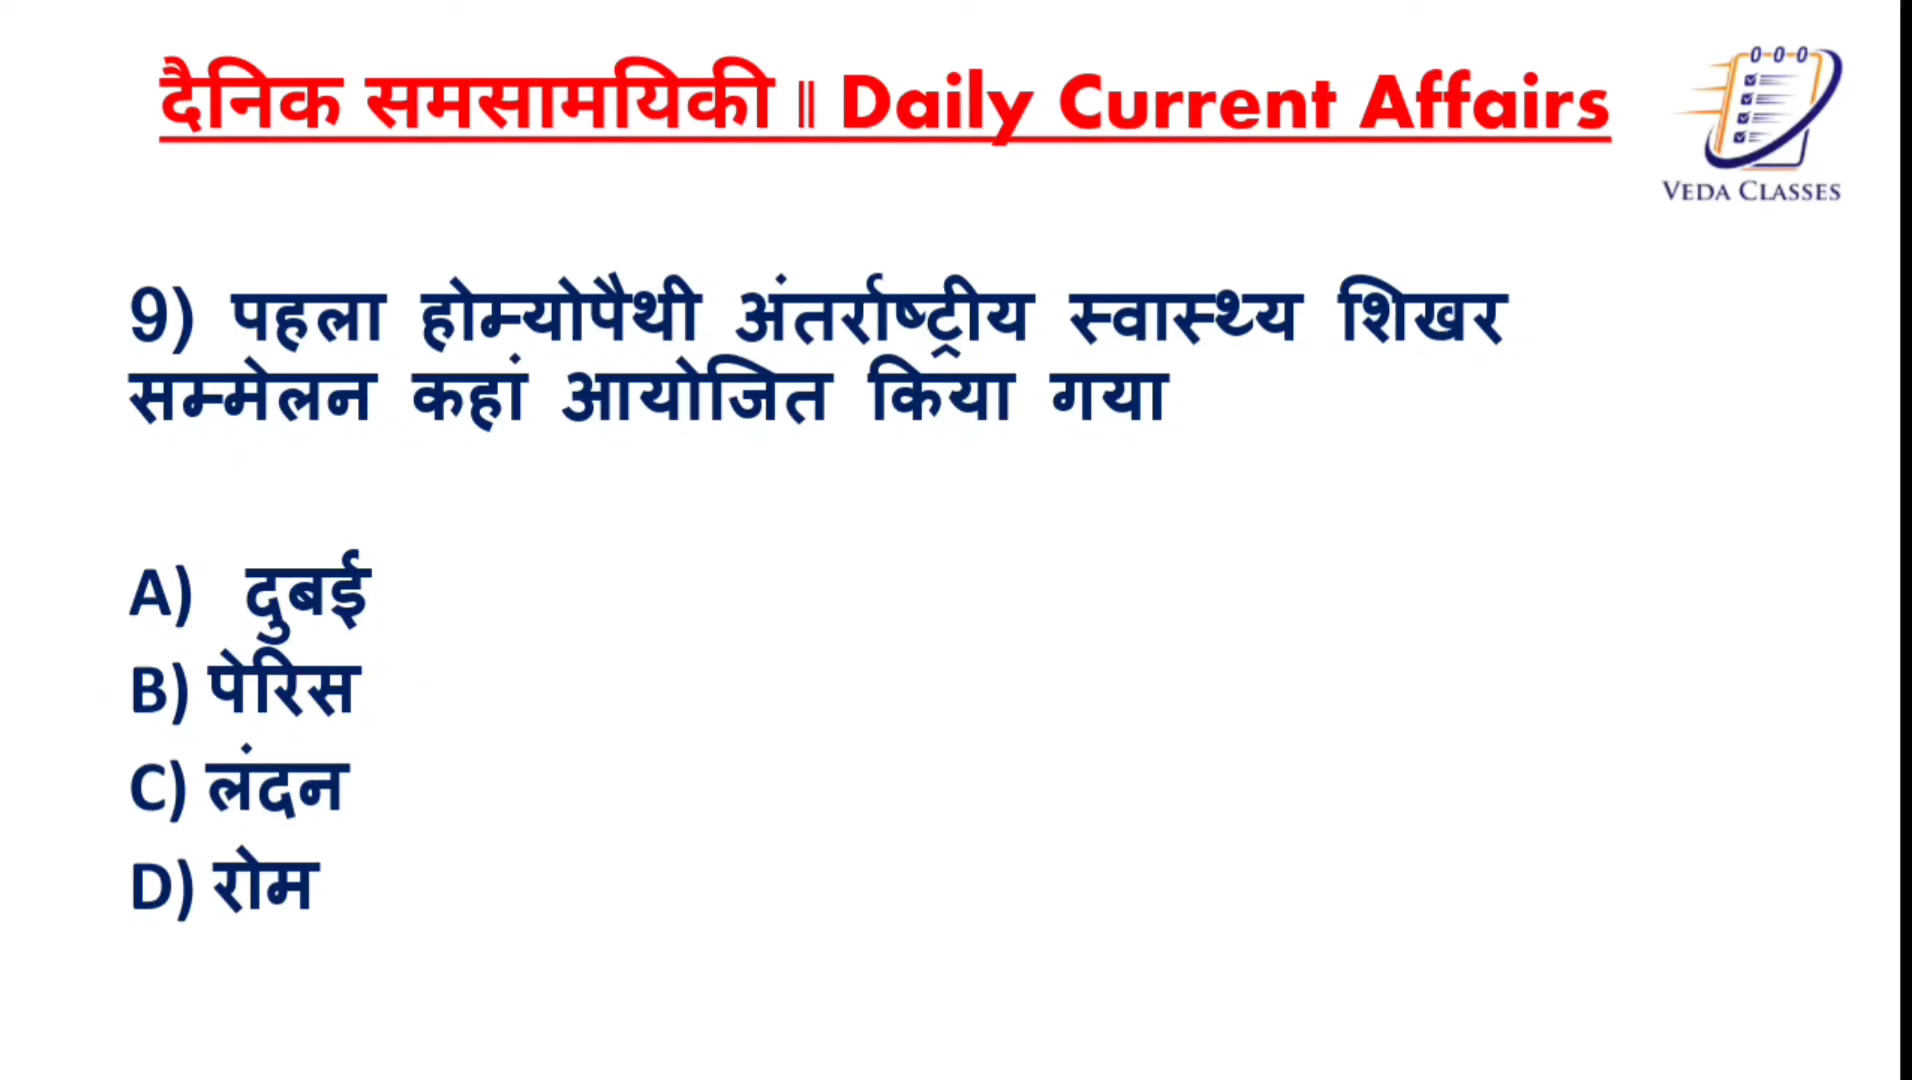 दैनिक समसामयिकी || Daily Current Affairs
VEDA CLASSES
9) पहला होम्योपैथी अंतर्राष्ट्रीय स्वास्थ्य शिखर
सम्मेलन कहां आयोजित किया गया
A) दुबई
B) पेरिस
C) लंदन
D) रोम